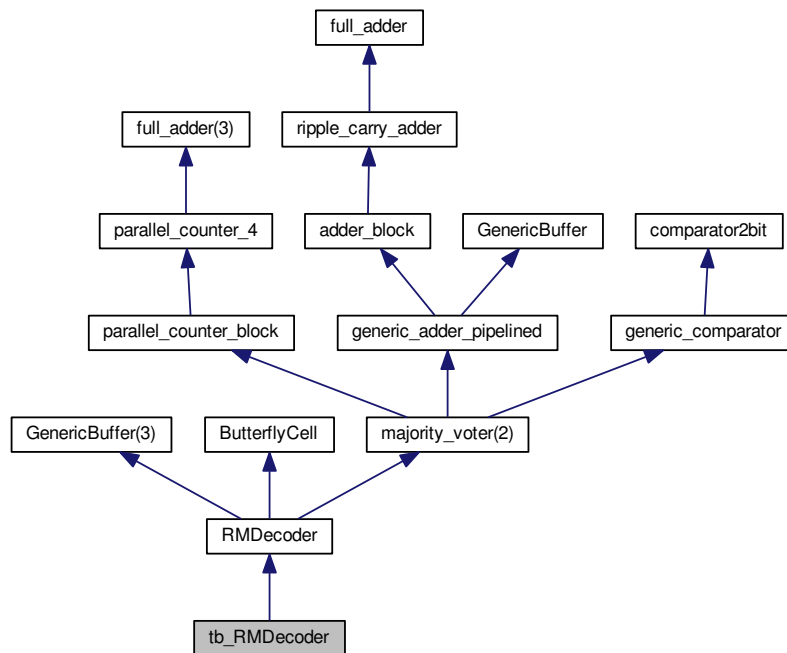 full_adder
full_adder(3)
ripple_carry_adder
parallel_counter_4
adder_block
GenericBuffer
comparator2bit
parallel_counter_block
generic_adder_pipelined
generic_comparator
GenericBuffer(3)
ButterflyCell
majority_voter(2)
RMDecoder
tb_RMDecoder